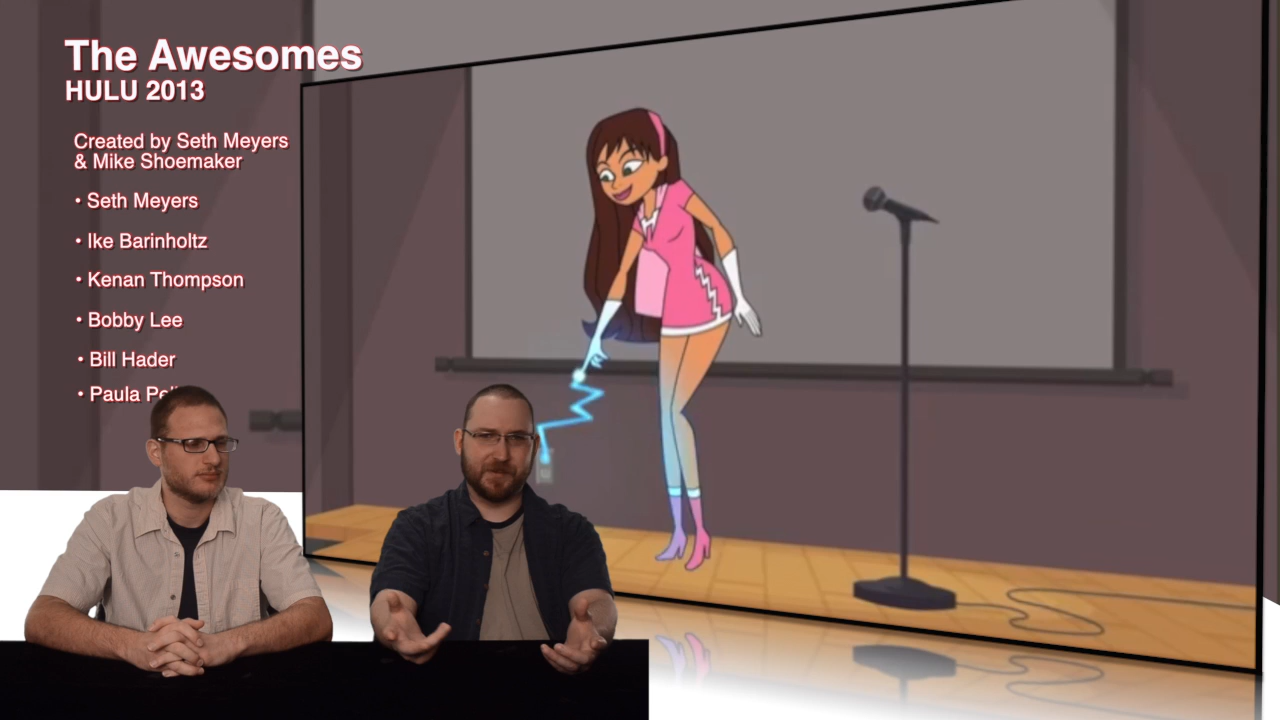 The Awesomes
HULU 2013
Created by Seth Meyers
& Mike Shoemaker
• Seth Meyers
• Ike Barinholtz
• Kenan Thompson
• Bobby Lee
• Bill Hader
• Paula